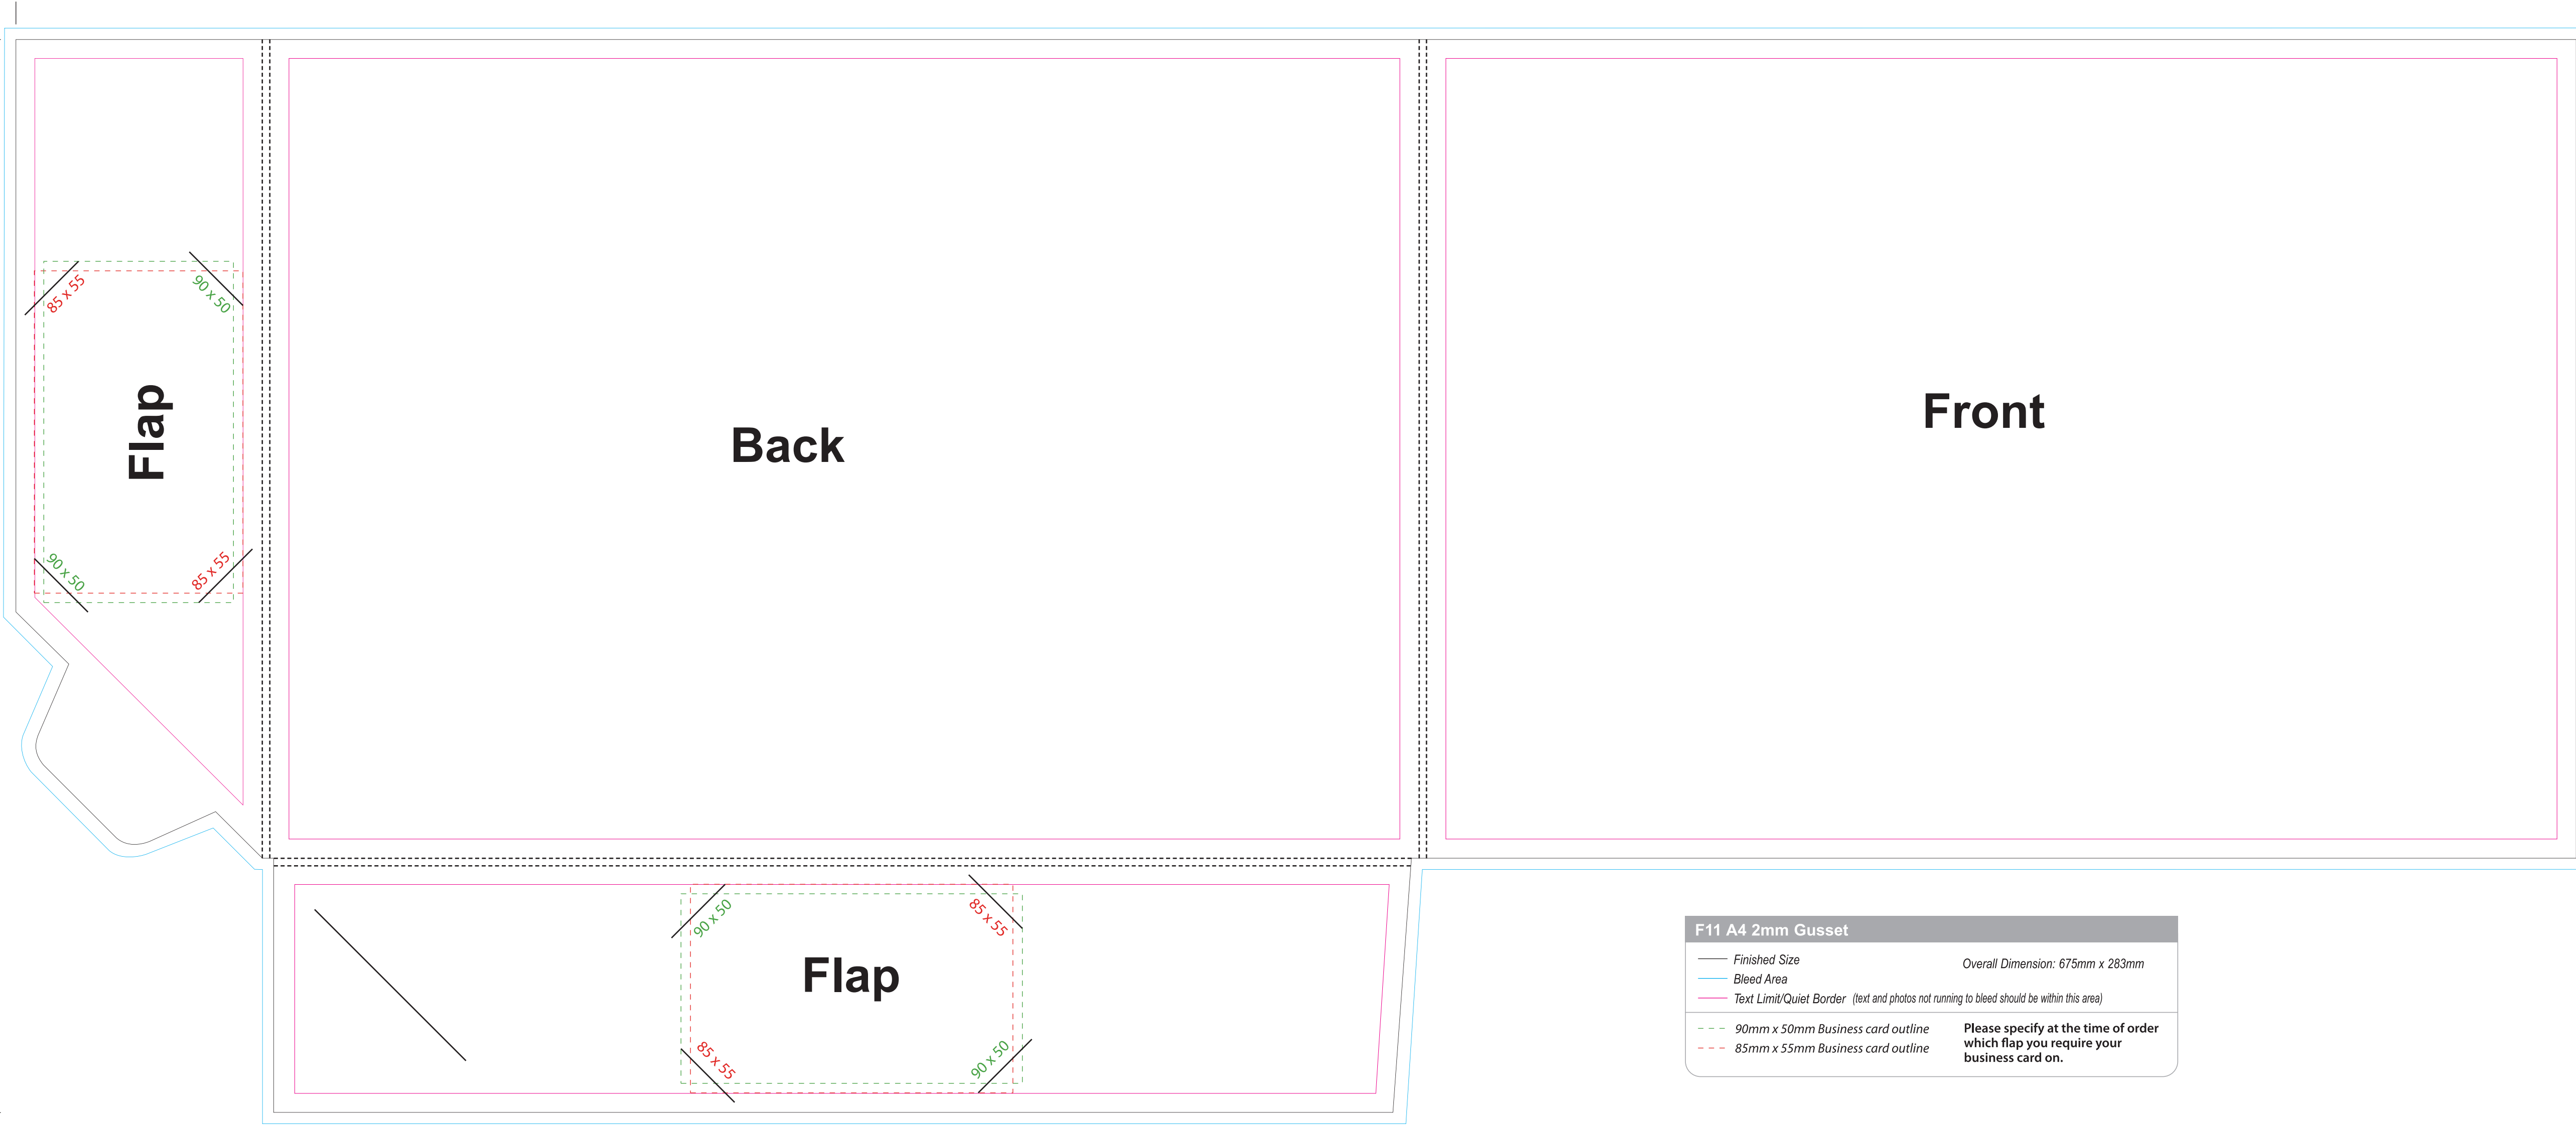 85 x 55
90 x 50
Flap
90 x 50
85 x 55
Back
Front
90 x 50
85 x 55
Flap
85 x 55
90 x 50
F11 A4 2mm Gusset
Finished Size
Overall Dimension: 675mm x 283mm
Bleed Area
Text Limit/Quiet Border (text and photos not running to bleed should be within this area)
90mm x 50mm Business card outline
85mm x 55mm Business card outline
Please specify at the time of order
which flap you require your
business card on.